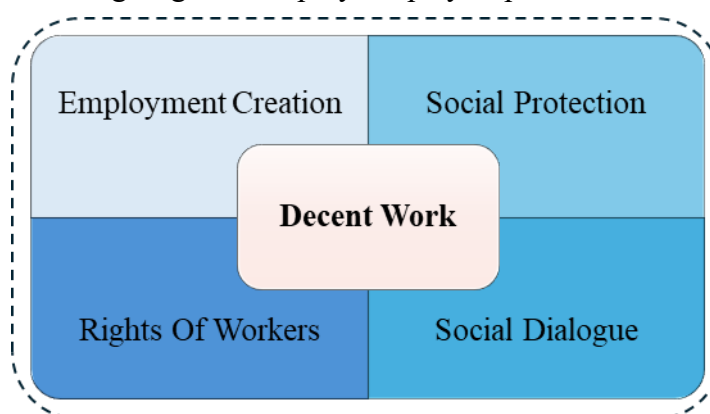 Employment Creation
Social Protection
Decent Work
Rights Of Workers
Social Dialogue